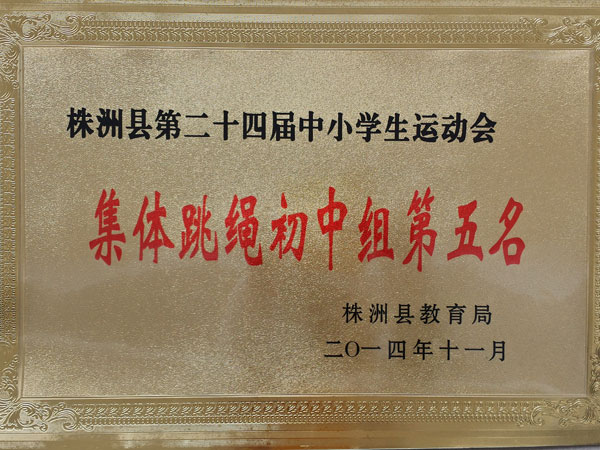 株洲县第二十四届中小学生运动会
集体跳绳初中组第五名
株洲县教育局
二〇一四年十一月